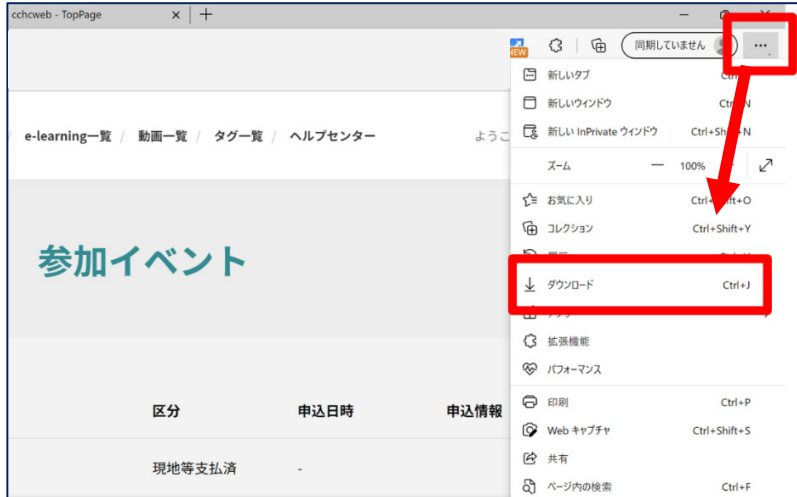 cchcweb - TopPage
NEW
同期していません
新しいタブ
新しいウィンドウ
新しい InPrivate ウィンドウ Ctrl+Sh
ズーム 100%
お気に入り
コレクション Ctrl+Shift+Y
ダウンロード Ctrl+J
拡張機能
パフォーマンス
印刷 Ctrl+P
Web キャプチャ Ctrl+Shift+S
共有
ページ内の検索 Ctrl+F
e-learning一覧 / 動画一覧 / タグ一覧 / ヘルプセンター ようこ
参加イベント
区分 申込日時 申込情報
現地等支払済 -